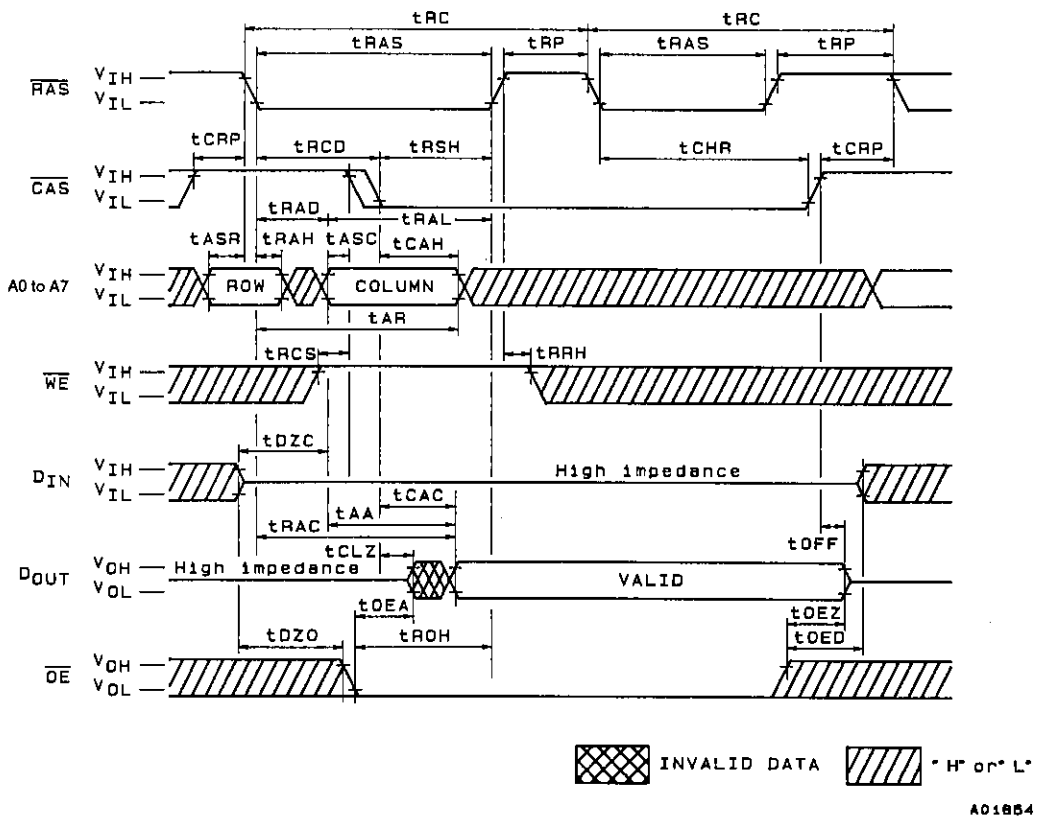 tRC tRC
tRAS tRP tRAS tRP
RAS VIH
VIL
tCRP tRCD tRSH tCHR tCRP
CAS VIH
VIL
tRAD tRAL
tASR tRAH tASC tCAH
A0 to A7 VIH
VIL
ROW COLUMN
tAR
tRCS tRRH
WE VIH
VIL
tDZC
DIN VIH
VIL
High impedance
tCAC
tAA
tRAC
tOFF
tCLZ
High impedance
DOUT VOH
VOL
VALID
tOEA tOEZ
tDZO tROH tOED
OE VOH
VOL
INVALID DATA "H" or "L"
A01854